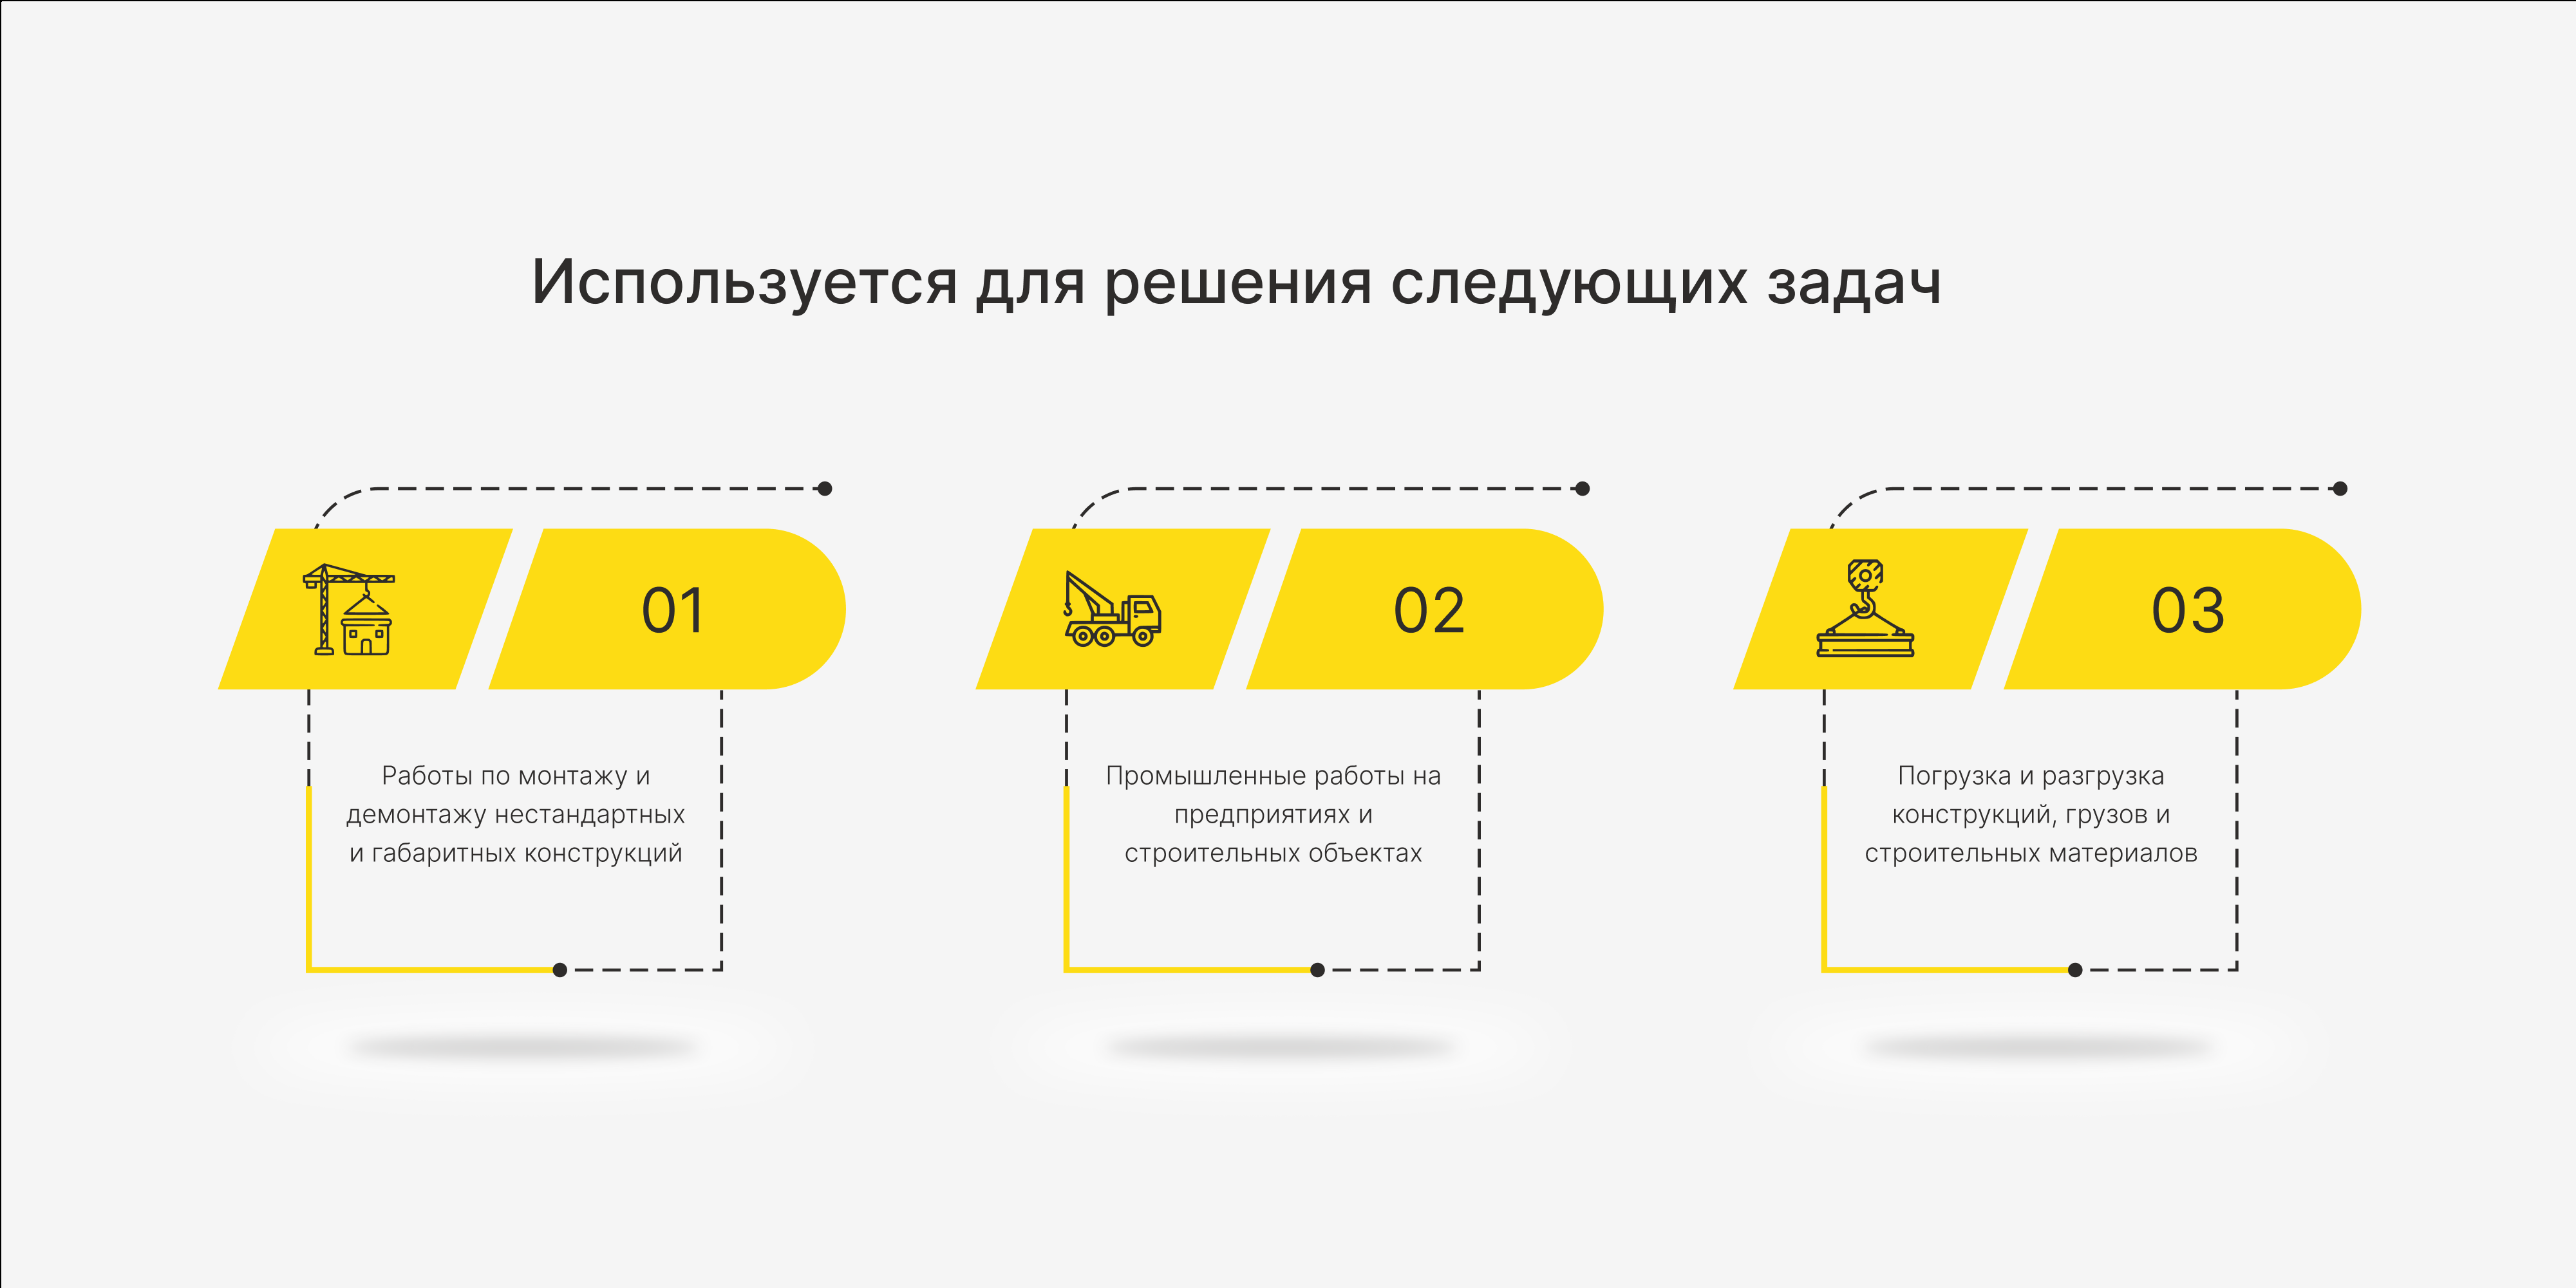 Используется для решения следующих задач
01
Работы по монтажу и
демонтажу нестандартных
и габаритных конструкций
02
Промышленные работы на
предприятиях и
строительных объектах
03
Погрузка и разгрузка
конструкций, грузов и
строительных материалов